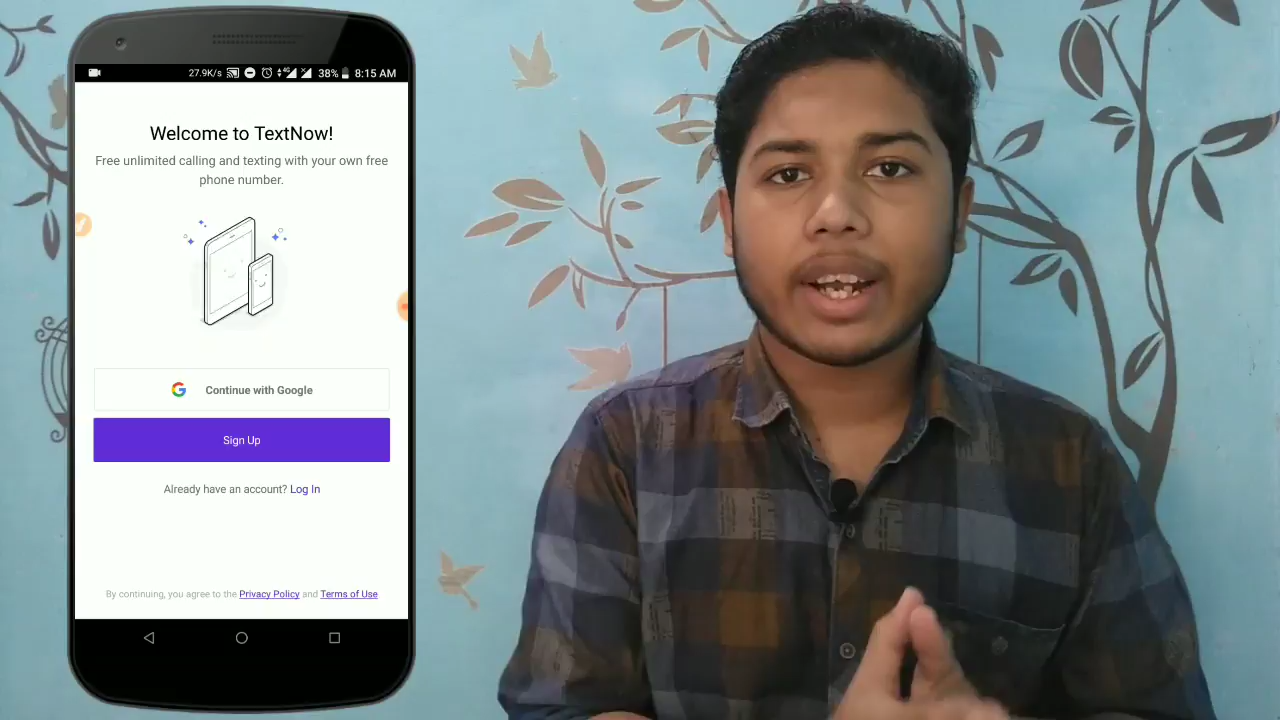 27.9K/s 4G 38% 8:15 AM
Welcome to TextNow!
Free unlimited calling and texting with your own free
phone number.
Continue with Google
Sign Up
Already have an account? Log In
By continuing, you agree to the Privacy Policy and Terms of Use